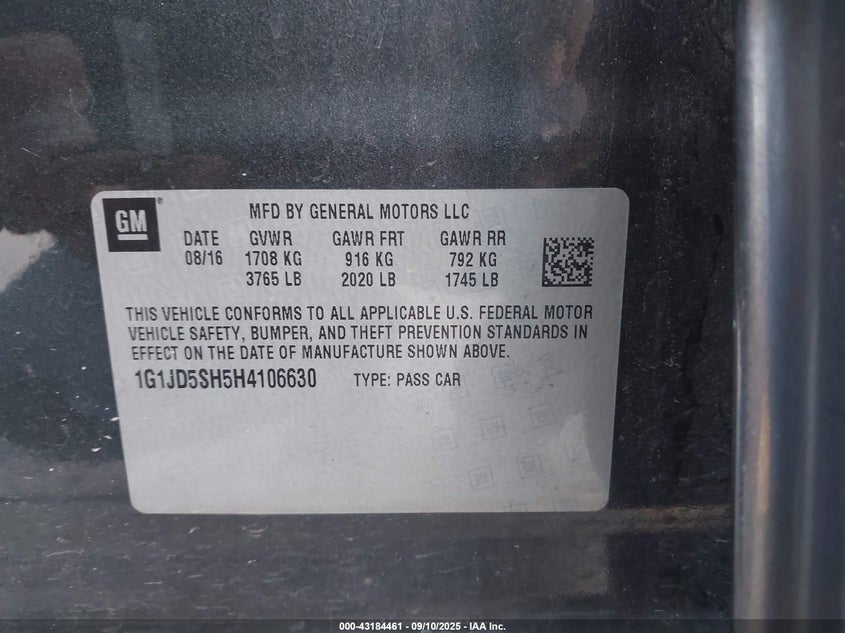 GM®
MFD BY GENERAL MOTORS LLC
DATE GVWR GAWR FRT GAWR RR
08/16 1708 KG 916 KG 792 KG
3765 LB 2020 LB 1745 LB
THIS VEHICLE CONFORMS TO ALL APPLICABLE U.S. FEDERAL MOTOR
VEHICLE SAFETY, BUMPER, AND THEFT PREVENTION STANDARDS IN
EFFECT ON THE DATE OF MANUFACTURE SHOWN ABOVE.
1G1JD5SH5H4106630 TYPE: PASS CAR
000-43184461 - 09/10/2025 - IAA Inc.